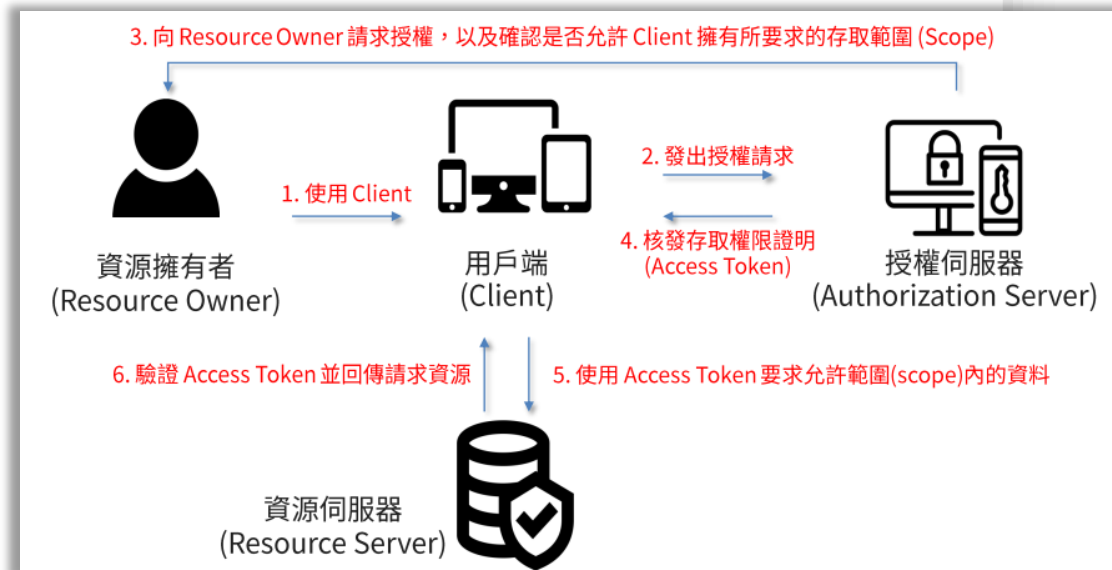 3. 向 Resource Owner 請求授權，以及確認是否允許 Client 擁有所要求的存取範圍 (Scope)
2. 發出授權請求
1. 使用 Client
4. 核發存取權限證明
(Access Token)
資源擁有者
(Resource Owner)
用戶端
(Client)
授權伺服器
(Authorization Server)
6. 驗證 Access Token 並回傳請求資源
5. 使用 Access Token 要求允許範圍(scope)內的資料
資源伺服器
(Resource Server)